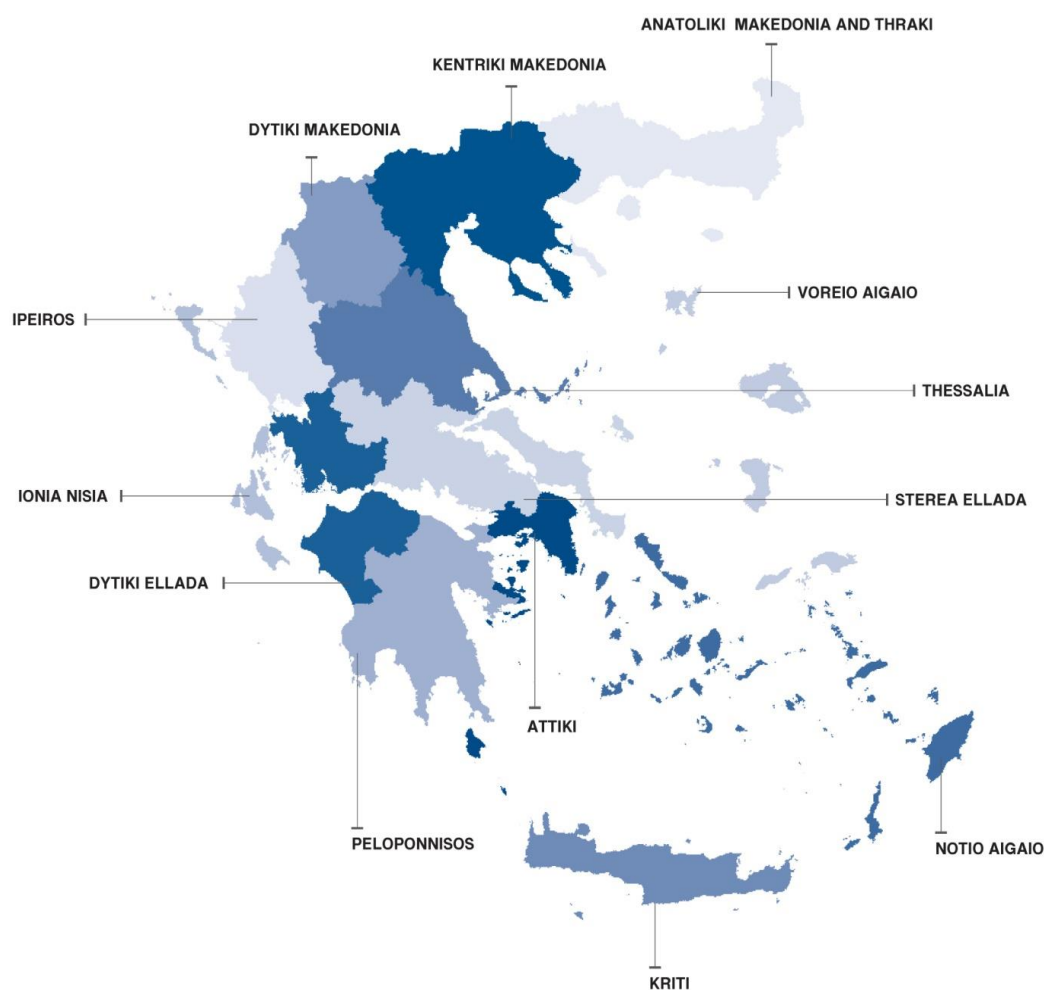 ANATOLIKI MAKEDONIA AND THRAKI
KENTRIKI MAKEDONIA
DYTIKI MAKEDONIA
VOREIO AIGAIO
IPEIROS
THESSALIA
IONIA NISIA
STEREA ELLADA
DYTIKI ELLADA
ATTIKI
PELOPONNISOS
NOTIO AIGAIO
KRITI